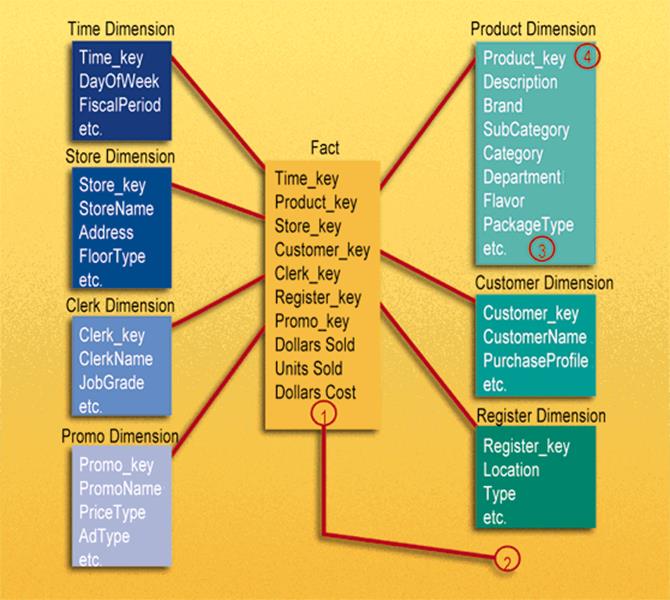 Time Dimension
Time_key
DayOfWeek
FiscalPeriod
etc.
Store Dimension
Store_key
StoreName
Address
FloorType
etc.
Clerk Dimension
Clerk_key
ClerkName
JobGrade
etc.
Promo Dimension
Promo_key
PromoName
PriceType
AdType
etc.
Fact
Time_key
Product_key
Store_key
Customer_key
Clerk_key
Register_key
Promo_key
Dollars Sold
Units Sold
Dollars Cost
1
2
Product Dimension
Product_key 4
Description
Brand
SubCategory
Category
Department
Flavor
PackageType
etc. 3
Customer Dimension
Customer_key
CustomerName
PurchaseProfile
etc.
Register Dimension
Register_key
Location
Type
etc.